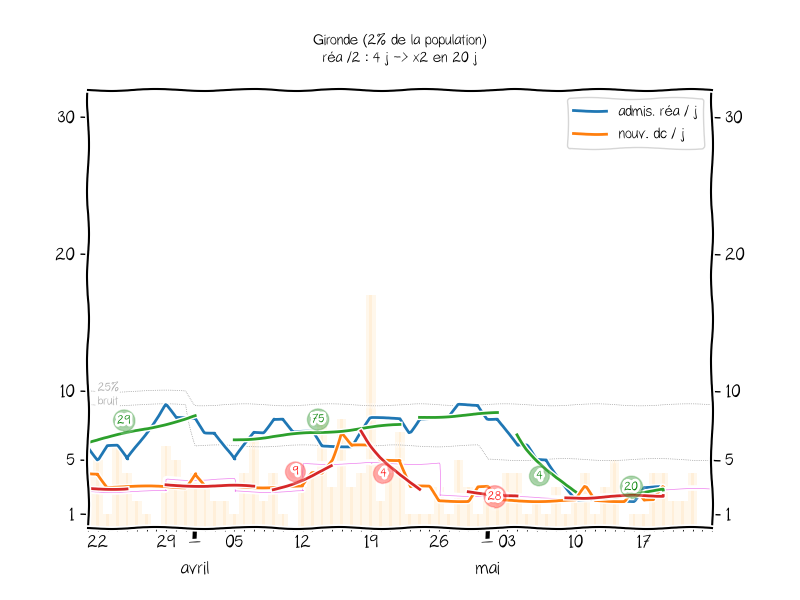 Gironde (2% de la population)
réa /2 : 4 j -> x2 en 20 j
admis. réa / j
nouv. dc / j
30
30
20
20
10
10
25%
bruit
29
75
9
4
4
28
20
5
5
1
1
22 29 05 12 19 26 03 10 17
avril mai